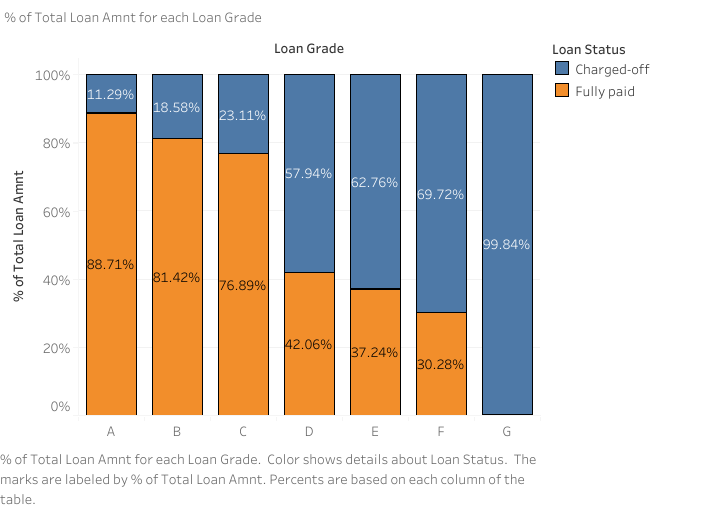 % of Total Loan Amnt for each Loan Grade
Loan Grade
Loan Status
Charged-off
Fully paid
% of Total Loan Amnt
100%
80%
60%
40%
20%
0%
11.29%
18.58%
23.11%
57.94%
62.76%
69.72%
99.84%
88.71%
81.42%
76.89%
42.06%
37.24%
30.28%
A B C D E F G
% of Total Loan Amnt for each Loan Grade.  Color shows details about Loan Status.  The
marks are labeled by % of Total Loan Amnt. Percents are based on each column of the
table.